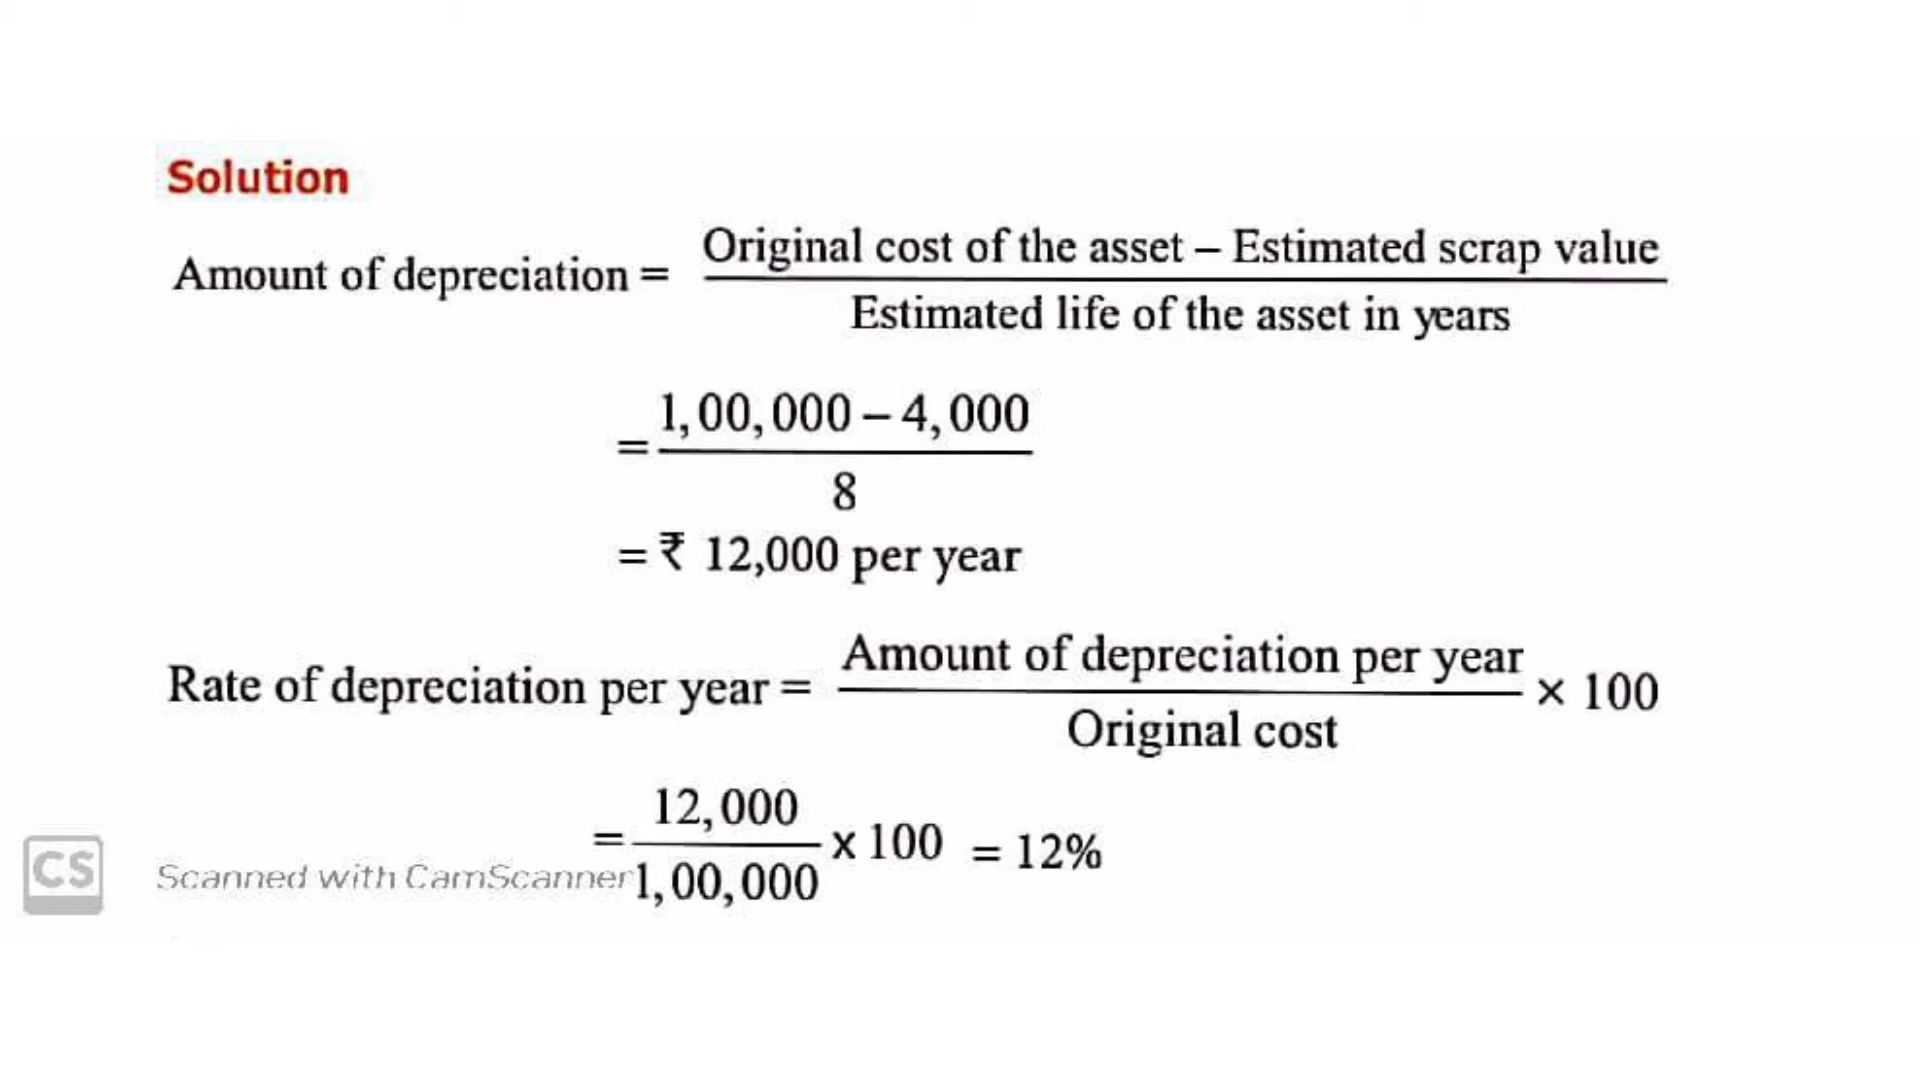 Solution
Amount of depreciation = Original cost of the asset – Estimated scrap value
Estimated life of the asset in years
= 1,00,000 – 4,000
8
= ₹ 12,000 per year
Rate of depreciation per year = Amount of depreciation per year × 100
Original cost
= 12,000 x 100 = 12%
1,00,000
CS Scanned with CamScanner